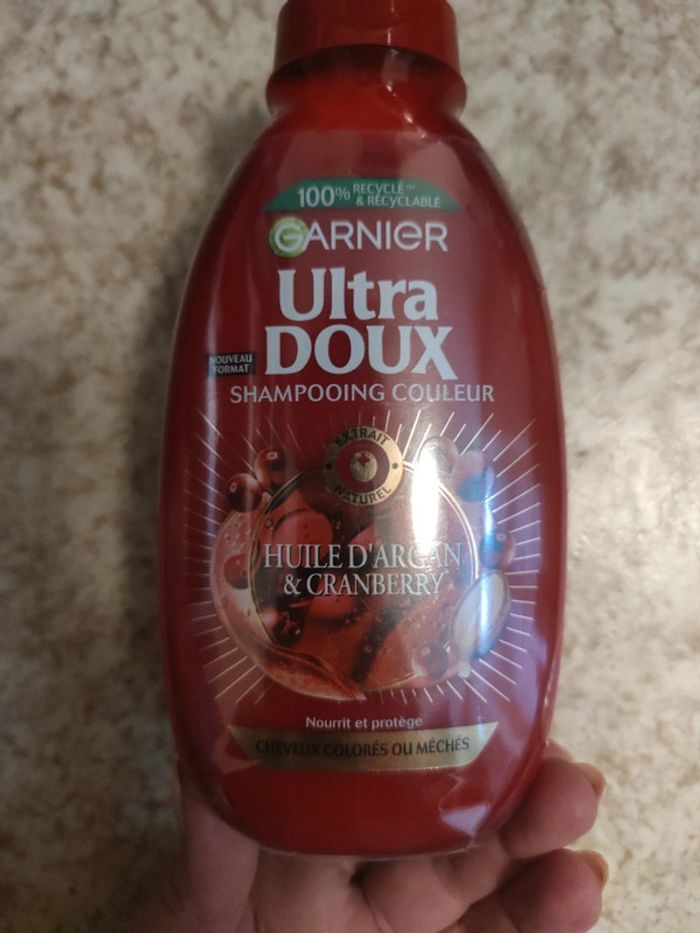 100% RECYCLÉ
& RECYCLABLE
GARNIER
Ultra
DOUX
NOUVEAU
FORMAT
SHAMPOOING COULEUR
EXTRAIT
NATUREL
HUILE D'ARGAN
& CRANBERRY
Nourrit et protège
CHEVEUX COLORÉS OU MÉCHÉS